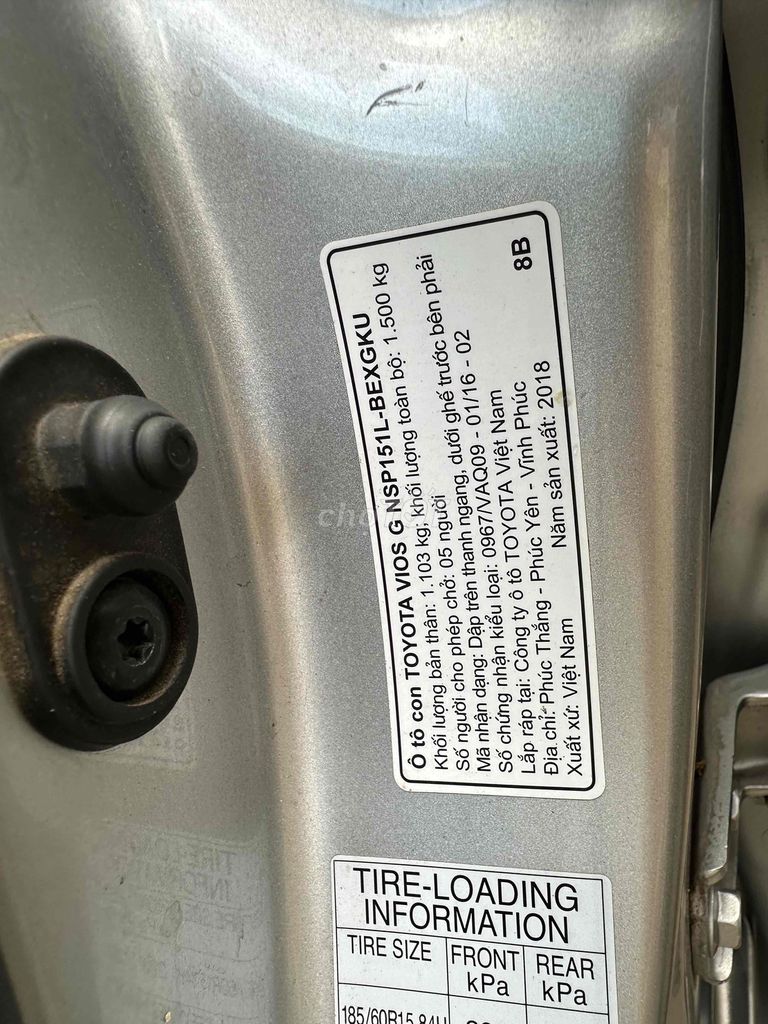 Ô tô con TOYOTA VIOS G NSP151L-BEXGKU
Khối lượng bản thân: 1.103 kg; khối lượng toàn bộ: 1.500 kg
Số người cho phép chở: 05 người
Mã nhận dạng: Dập trên thanh ngang, dưới ghế trước bên phải
Số chứng nhận kiểu loại: 0967/VAQ09 - 01/16 - 02
Lắp ráp tại: Công ty ô tô TOYOTA Việt Nam
Địa chỉ: Phúc Thắng - Phúc Yên - Vĩnh Phúc
Xuất xứ: Việt Nam Năm sản xuất: 2018
8B
TIRE-LOADING
INFORMATION
TIRE SIZE FRONT kPa REAR kPa
185/60R15 84H